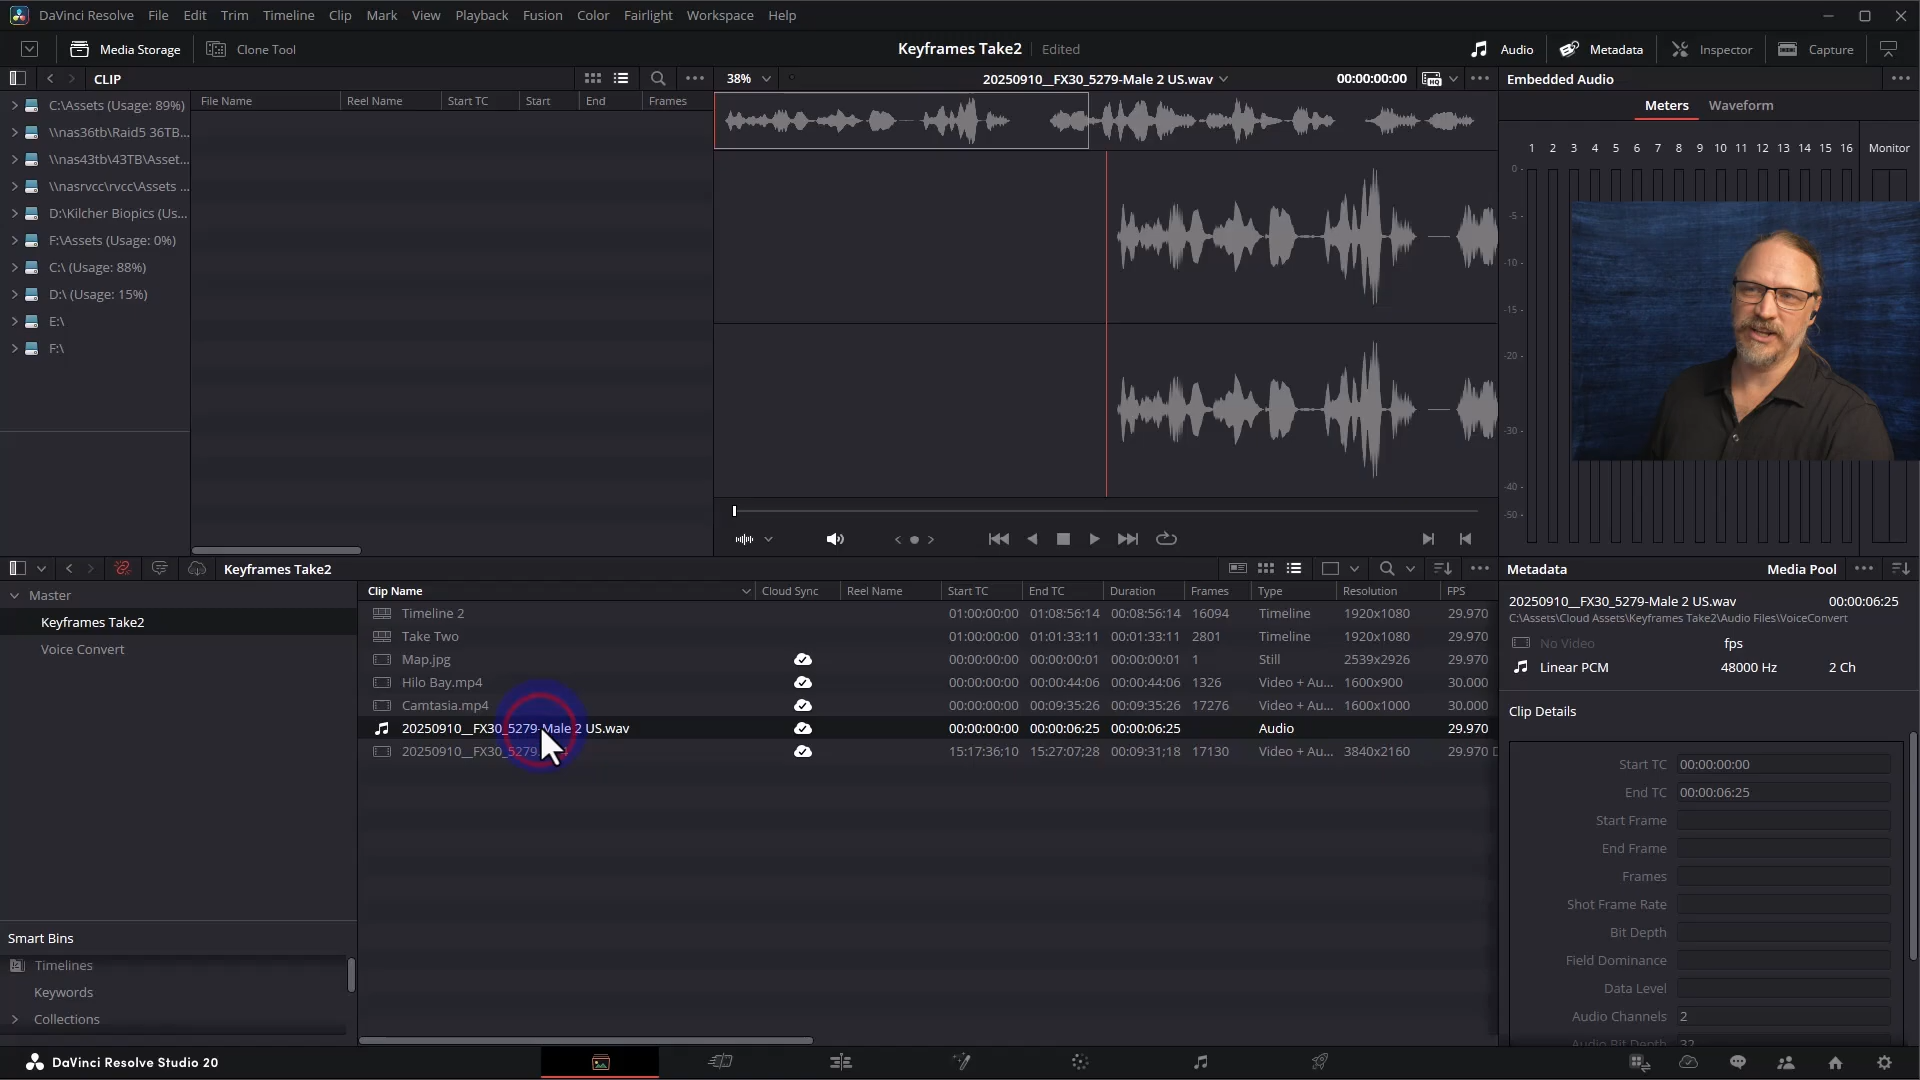 DaVinci Resolve File Edit Trim Timeline Clip Mark View Playback Fusion Color Fairlight Workspace Help
Media Storage Clone Tool Keyframes Take2 Edited Audio Metadata Inspector Capture
CLIP 38% 20250910__FX30_5279-Male 2 US.wav 00:00:00:00 Embedded Audio
File Name Reel Name Start TC Start End Frames
Meters Waveform
C:\Assets (Usage: 89%)
\\nas36tb\Raid5 36TB...
\\nas43tb\43TB\Asset...
\\nasrvcc\rvcc\Assets ...
D:\Kilcher Biopics (Us...
F:\Assets (Usage: 0%)
C:\ (Usage: 88%)
D:\ (Usage: 15%)
E:\
F:\
1 2 3 4 5 6 7 8 9 10 11 12 13 14 15 16 Monitor
0
-5
-10
-15
-20
-30
-40
-50
Keyframes Take2
Master
Keyframes Take2
Voice Convert
Clip Name Cloud Sync Reel Name Start TC End TC Duration Frames Type Resolution FPS
Timeline 2 01:00:00:00 01:08:56:14 00:08:56:14 16094 Timeline 1920x1080 29.970
Take Two 01:00:00:00 01:01:33:11 00:01:33:11 2801 Timeline 1920x1080 29.970
Map.jpg 00:00:00:00 00:00:00:01 00:00:00:01 1 Still 2539x2926 29.970
Hilo Bay.mp4 00:00:00:00 00:00:44:06 00:00:44:06 1326 Video + Au... 1600x900 30.000
Camtasia.mp4 00:00:00:00 00:09:35:26 00:09:35:26 17276 Video + Au... 1600x1000 30.000
20250910__FX30_5279-Male 2 US.wav 00:00:00:00 00:00:06:25 00:00:06:25 Audio 29.970
20250910__FX30_5279 15:17:36;10 15:27:07;28 00:09:31;18 17130 Video + Au... 3840x2160 29.970 D
Smart Bins
Timelines
Keywords
Collections
Metadata Media Pool
20250910__FX30_5279-Male 2 US.wav 00:00:06:25
C:\Assets\Cloud Assets\Keyframes Take2\Audio Files\VoiceConvert
No Video fps
Linear PCM 48000 Hz 2 Ch
Clip Details
Start TC 00:00:00:00
End TC 00:00:06:25
Start Frame
End Frame
Frames
Shot Frame Rate
Bit Depth
Field Dominance
Data Level
Audio Channels 2
Audio Bit Depth 32
DaVinci Resolve Studio 20